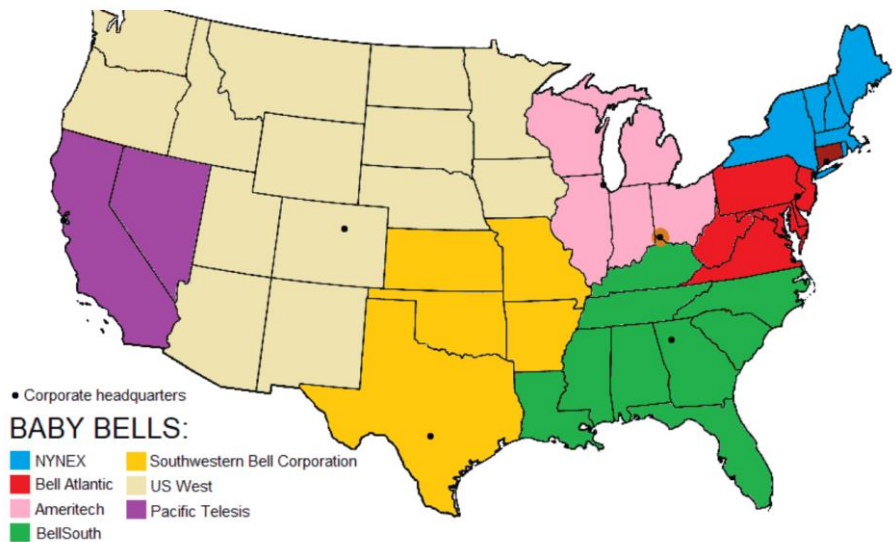 • Corporate headquarters
BABY BELLS:
NYNEX
Southwestern Bell Corporation
Bell Atlantic
US West
Ameritech
Pacific Telesis
BellSouth